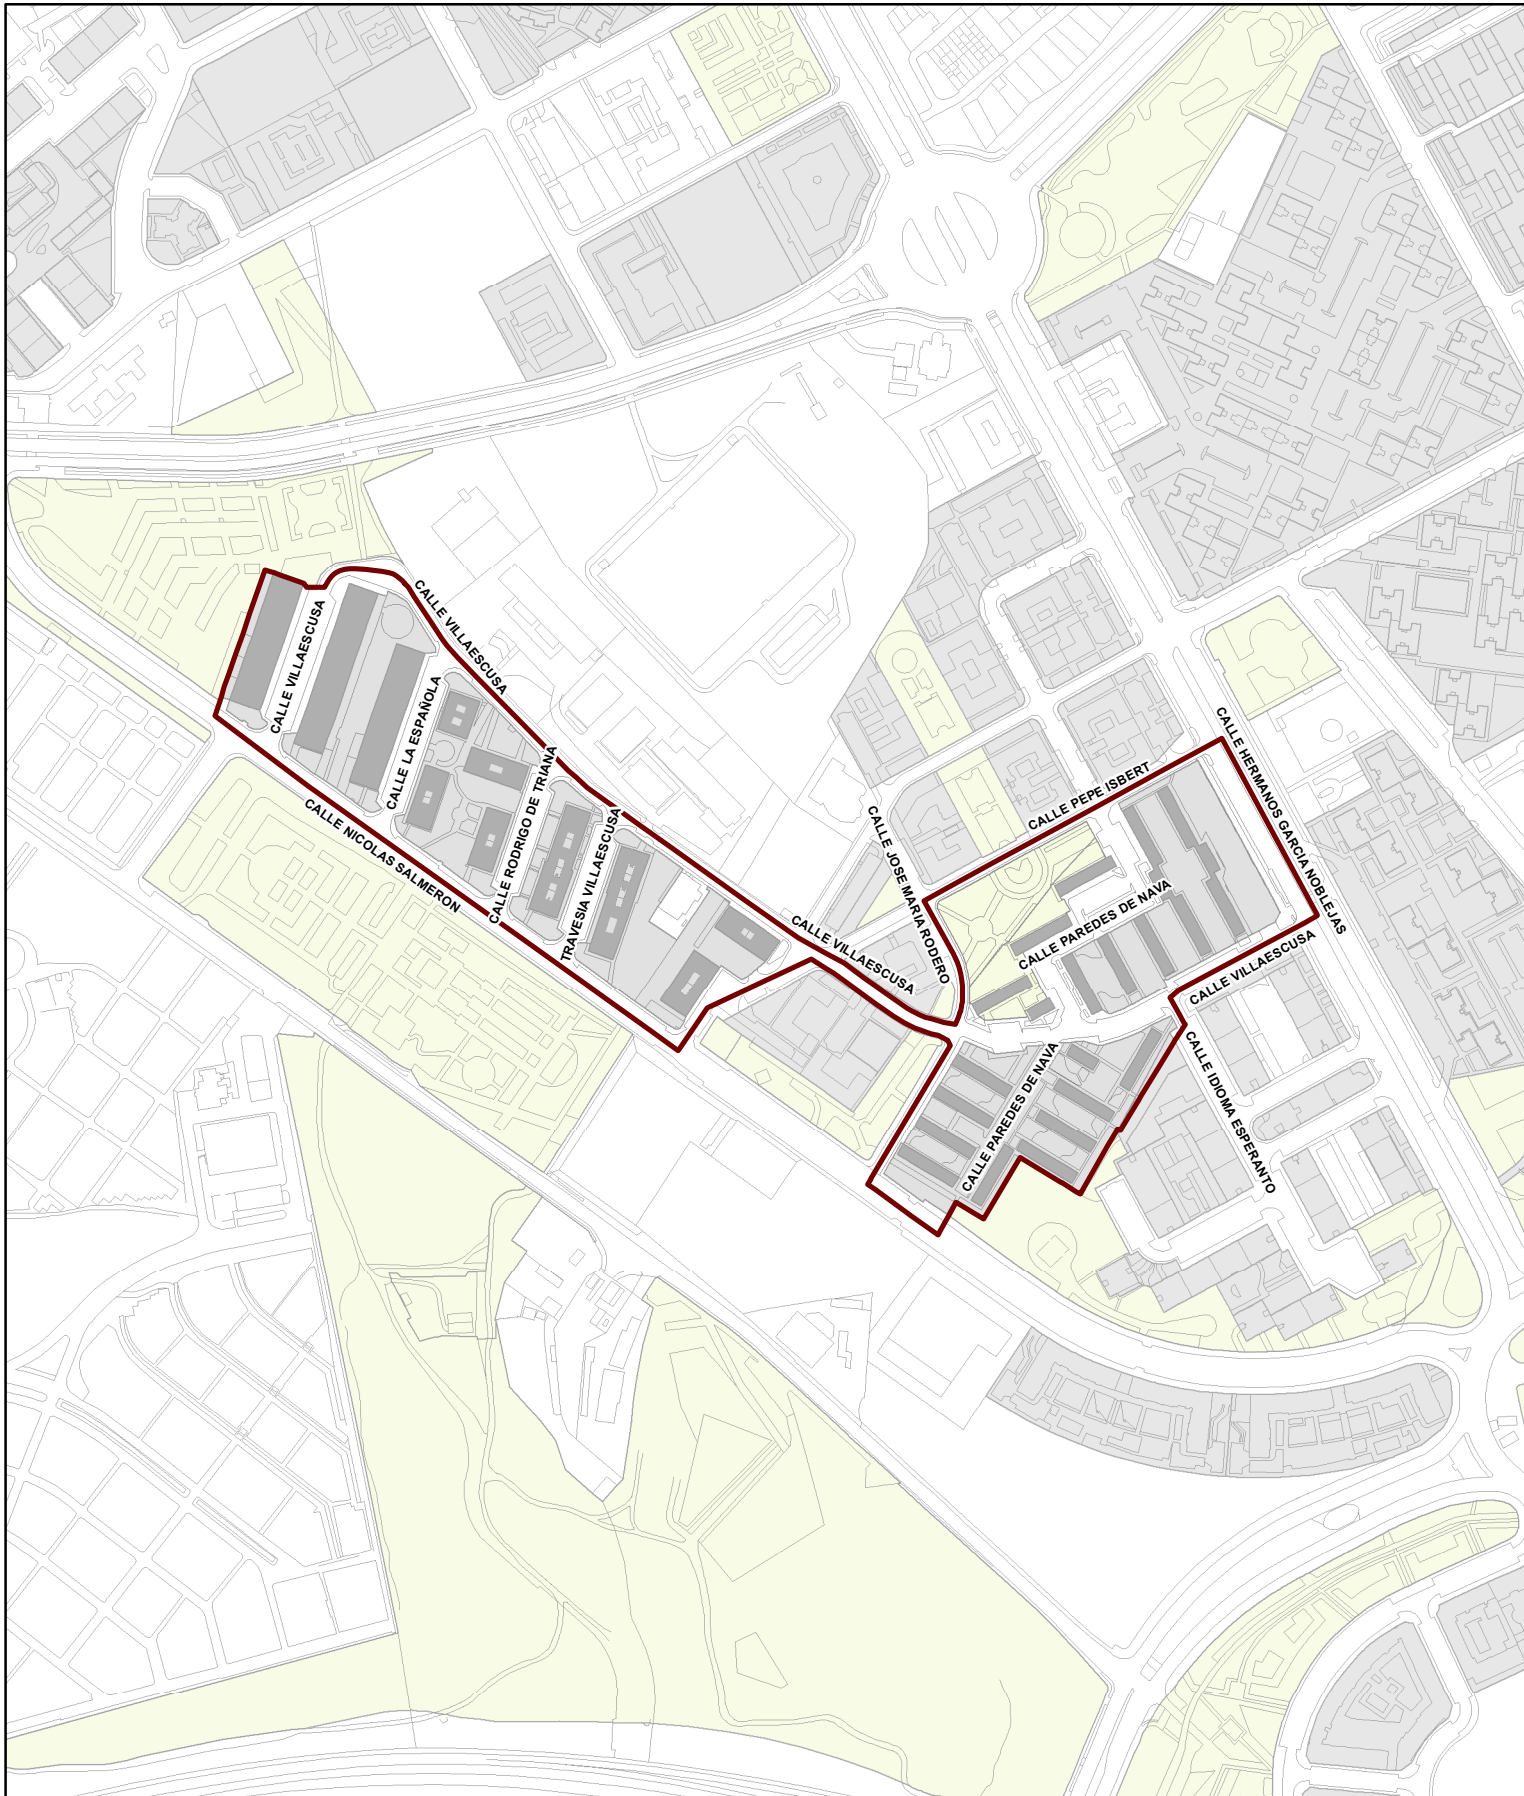 CALLE VILLAESCUSA
CALLE VILLAESCUSA
CALLE LA ESPAÑOLA
CALLE NICOLAS SALMERON
CALLE RODRIGO DE TRIANA
TRAVESIA VILLAESCUSA
CALLE VILLAESCUSA
CALLE JOSE MARIA RODERO
CALLE PEPE ISBERT
CALLE HERMANOS GARCIA NOBLEJAS
CALLE PAREDES DE NAVA
CALLE VILLAESCUSA
CALLE PAREDES DE NAVA
CALLE IDIOMA ESPERANTO